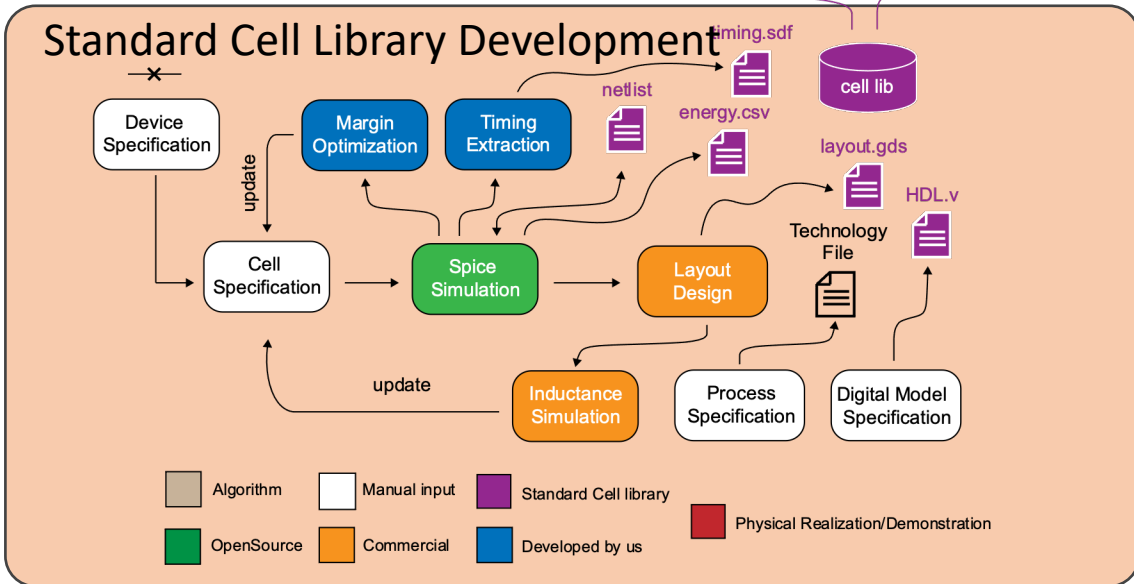 Standard Cell Library Development
timing.sdf
netlist
energy.csv
cell lib
Device
Specification
Margin
Optimization
Timing
Extraction
layout.gds
HDL.v
update
Technology
File
Cell
Specification
Spice
Simulation
Layout
Design
update
Inductance
Simulation
Process
Specification
Digital Model
Specification
Algorithm
Manual input
Standard Cell library
Physical Realization/Demonstration
OpenSource
Commercial
Developed by us